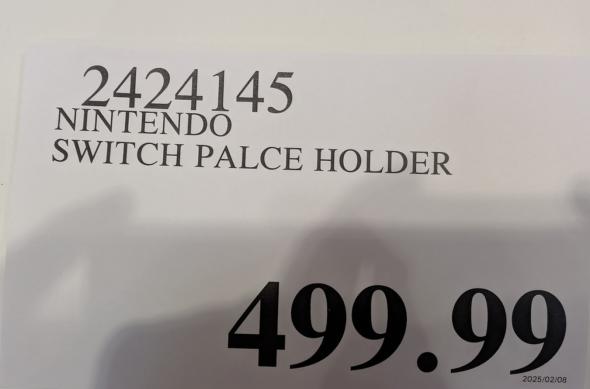 2424145
NINTENDO
SWITCH PALCE HOLDER
499.99
2025/02/08